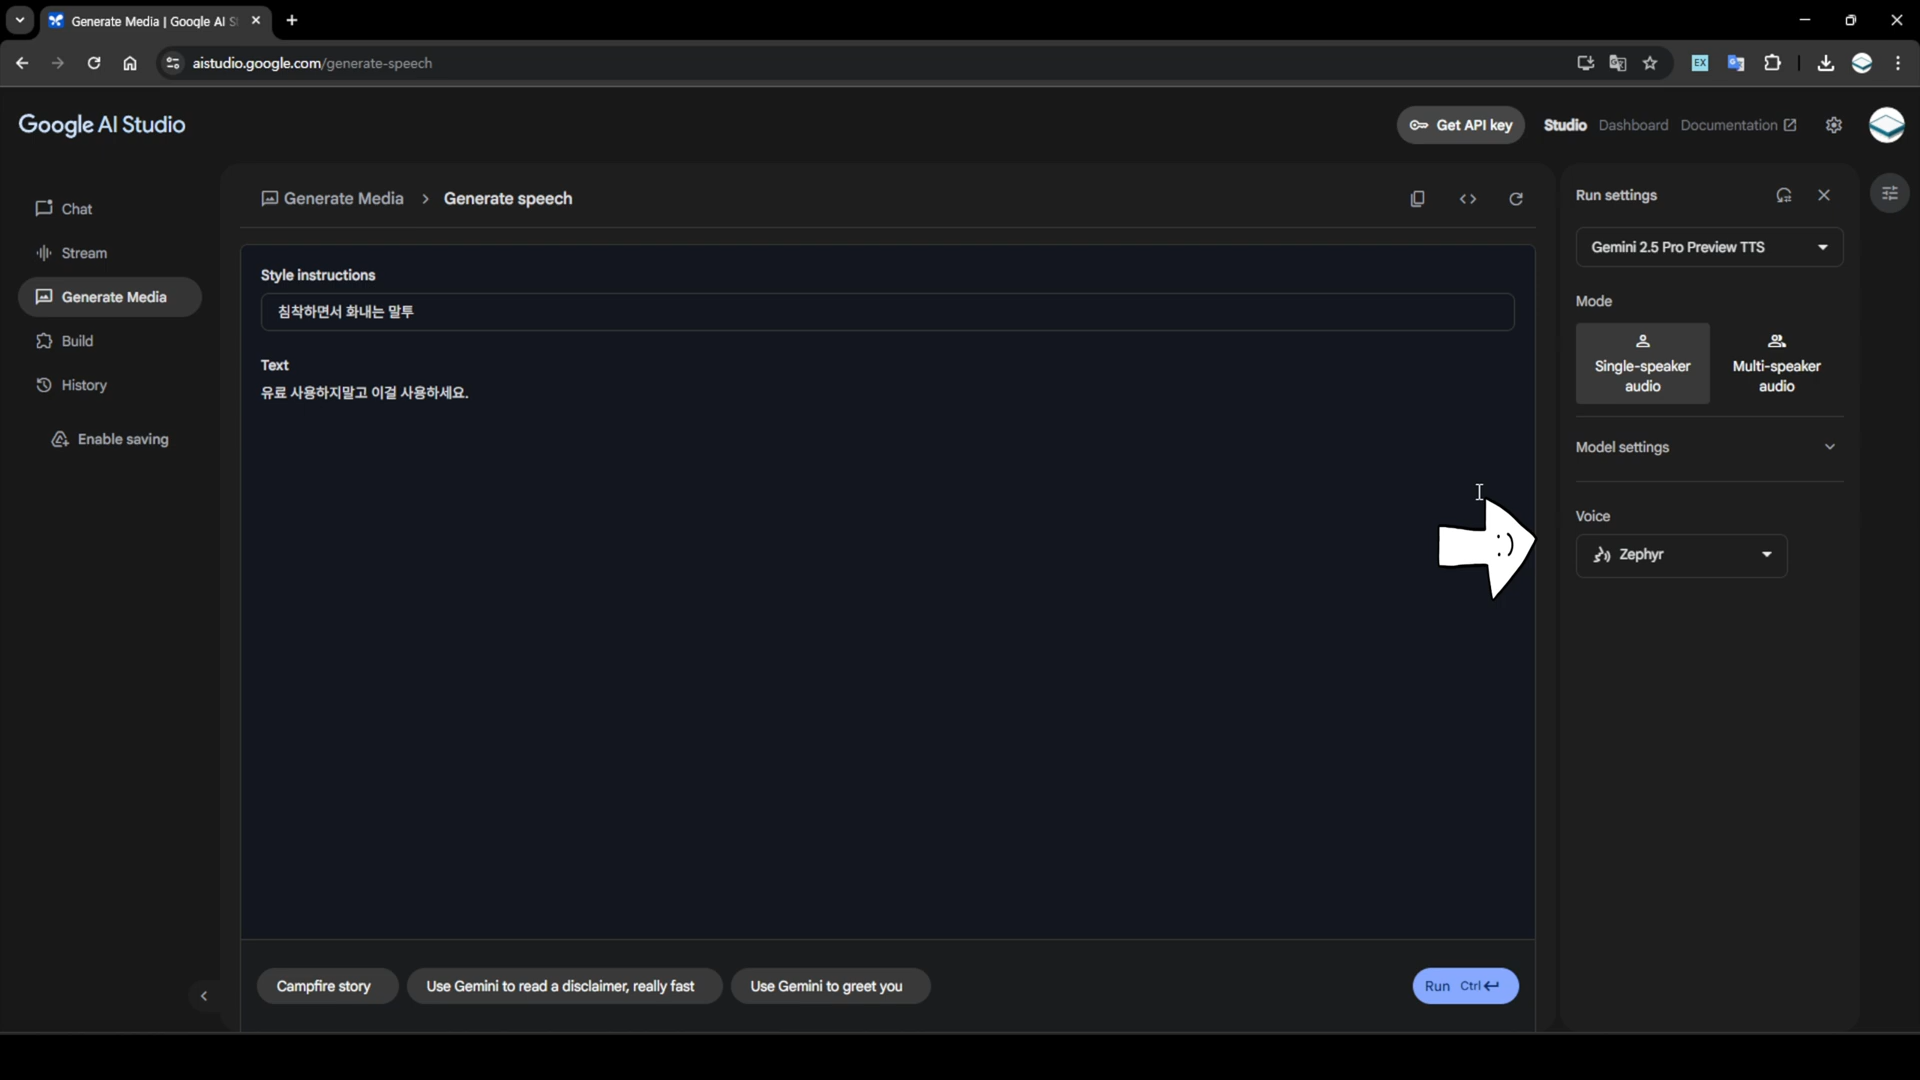 Generate Media | Google AI S
aistudio.google.com/generate-speech
EX
Google AI Studio
Get API key
Studio
Dashboard
Documentation
Chat
Stream
Generate Media
Build
History
Enable saving
Generate Media > Generate speech
Style instructions
침착하면서 화내는 말투
Text
유료 사용하지말고 이걸 사용하세요.
Campfire story
Use Gemini to read a disclaimer, really fast
Use Gemini to greet you
Run Ctrl
Run settings
Gemini 2.5 Pro Preview TTS
Mode
Single-speaker
audio
Multi-speaker
audio
Model settings
Voice
Zephyr